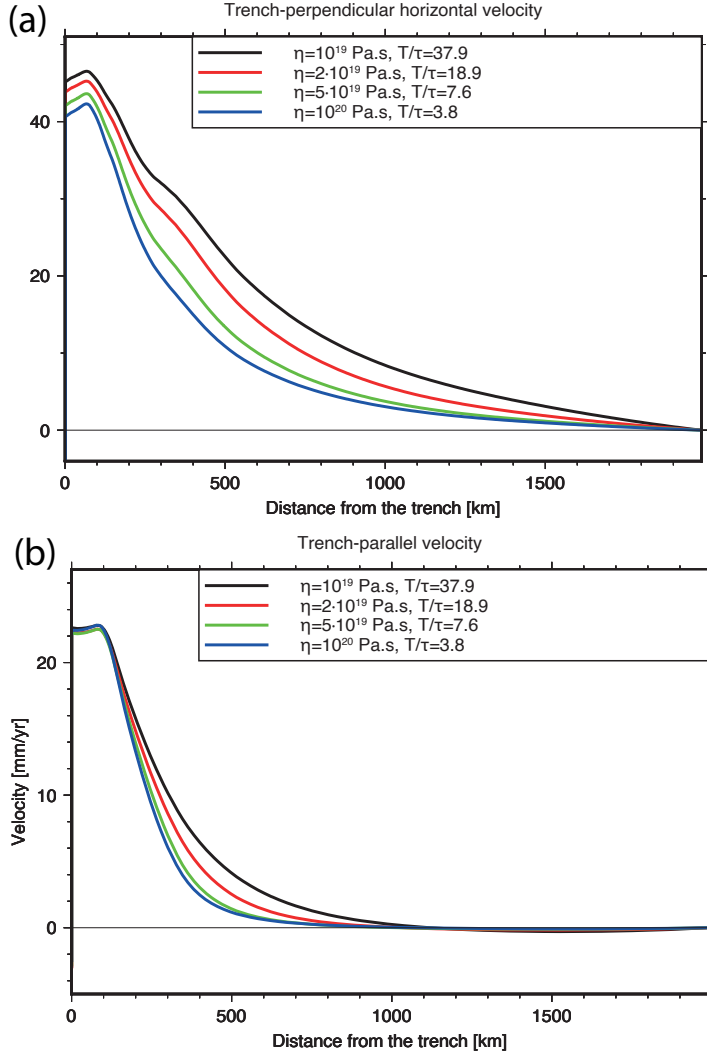 (a)
Trench-perpendicular horizontal velocity
η=10¹⁹ Pa.s, T/τ=37.9
η=2·10¹⁹ Pa.s, T/τ=18.9
η=5·10¹⁹ Pa.s, T/τ=7.6
η=10²⁰ Pa.s, T/τ=3.8
40
20
0
0 500 1000 1500
Distance from the trench [km]
(b)
Trench-parallel velocity
η=10¹⁹ Pa.s, T/τ=37.9
η=2·10¹⁹ Pa.s, T/τ=18.9
η=5·10¹⁹ Pa.s, T/τ=7.6
η=10²⁰ Pa.s, T/τ=3.8
20
10
0
Velocity [mm/yr]
0 500 1000 1500
Distance from the trench [km]